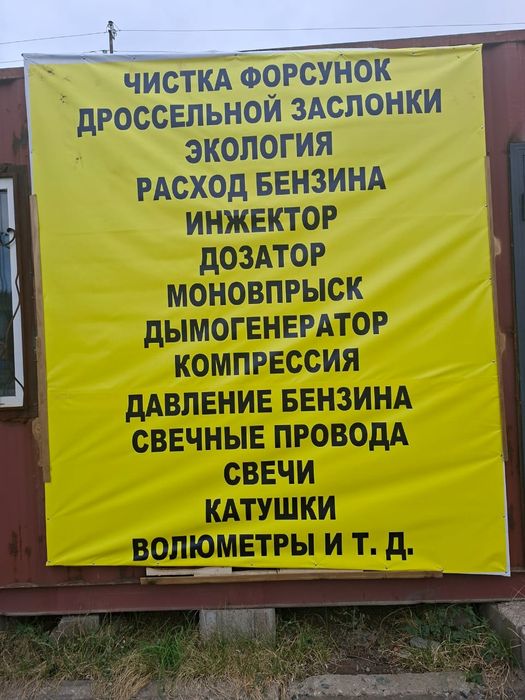 ЧИСТКА ФОРСУНОК
ДРОССЕЛЬНОЙ ЗАСЛОНКИ
ЭКОЛОГИЯ
РАСХОД БЕНЗИНА
ИНЖЕКТОР
ДОЗАТОР
МОНОВПРЫСК
ДЫМОГЕНЕРАТОР
КОМПРЕССИЯ
ДАВЛЕНИЕ БЕНЗИНА
СВЕЧНЫЕ ПРОВОДА
СВЕЧИ
КАТУШКИ
ВОЛЮМЕТРЫ И Т. Д.